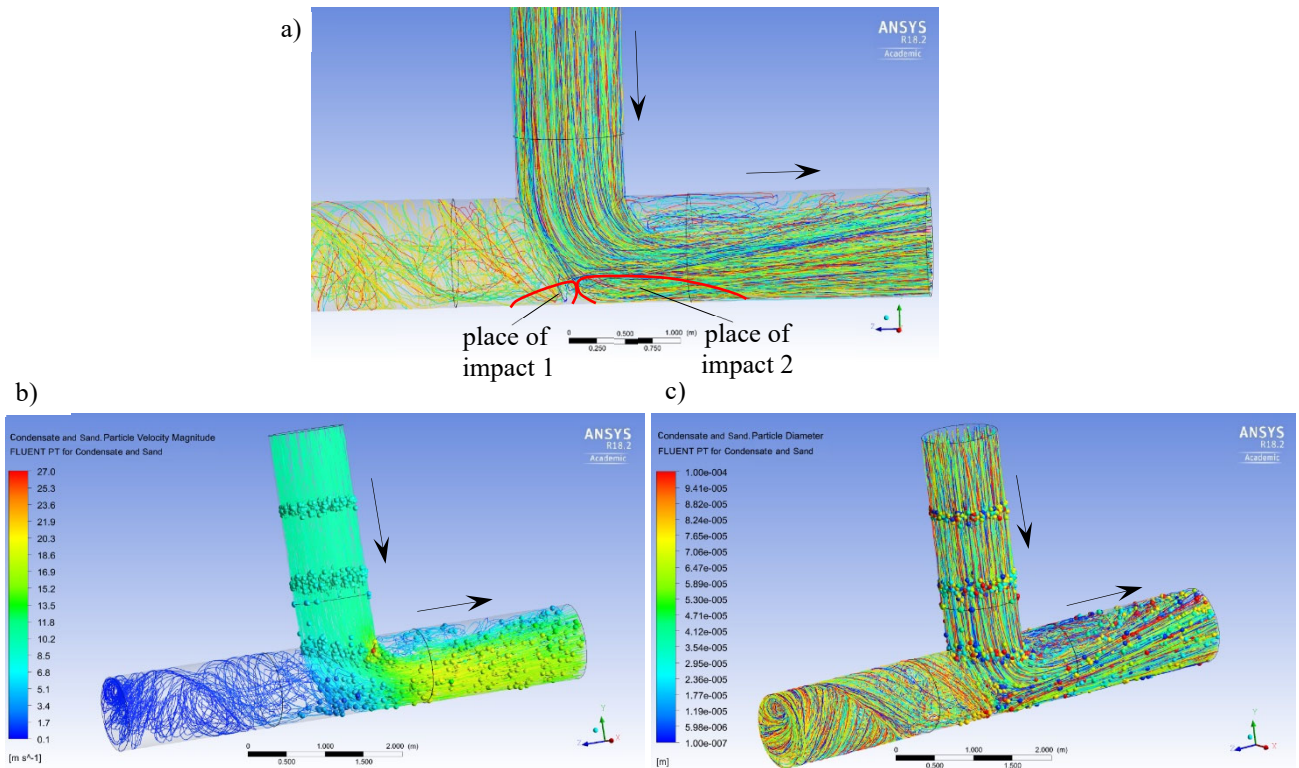 a)
ANSYS
R18.2
Academic
place of
impact 1
place of
impact 2
0 0.500 1.000 (m)
0.250 0.750
Z
b)
Condensate and Sand. Particle Velocity Magnitude
FLUENT PT for Condensate and Sand
27.0
25.3
23.6
21.9
20.3
18.6
16.9
15.2
13.5
11.8
10.2
8.5
6.8
5.1
3.4
1.7
0.1
[m s^-1]
ANSYS
R18.2
Academic
0 1.000 2.000 (m)
0.500 1.500
Y
Z X
c)
Condensate and Sand. Particle Diameter
FLUENT PT for Condensate and Sand
1.00e-004
9.41e-005
8.82e-005
8.24e-005
7.65e-005
7.06e-005
6.47e-005
5.89e-005
5.30e-005
4.71e-005
4.12e-005
3.54e-005
2.95e-005
2.36e-005
1.77e-005
1.19e-005
5.98e-006
1.00e-007
[m]
ANSYS
R18.2
Academic
0 1.000 2.000 (m)
0.500 1.500
Y
Z X